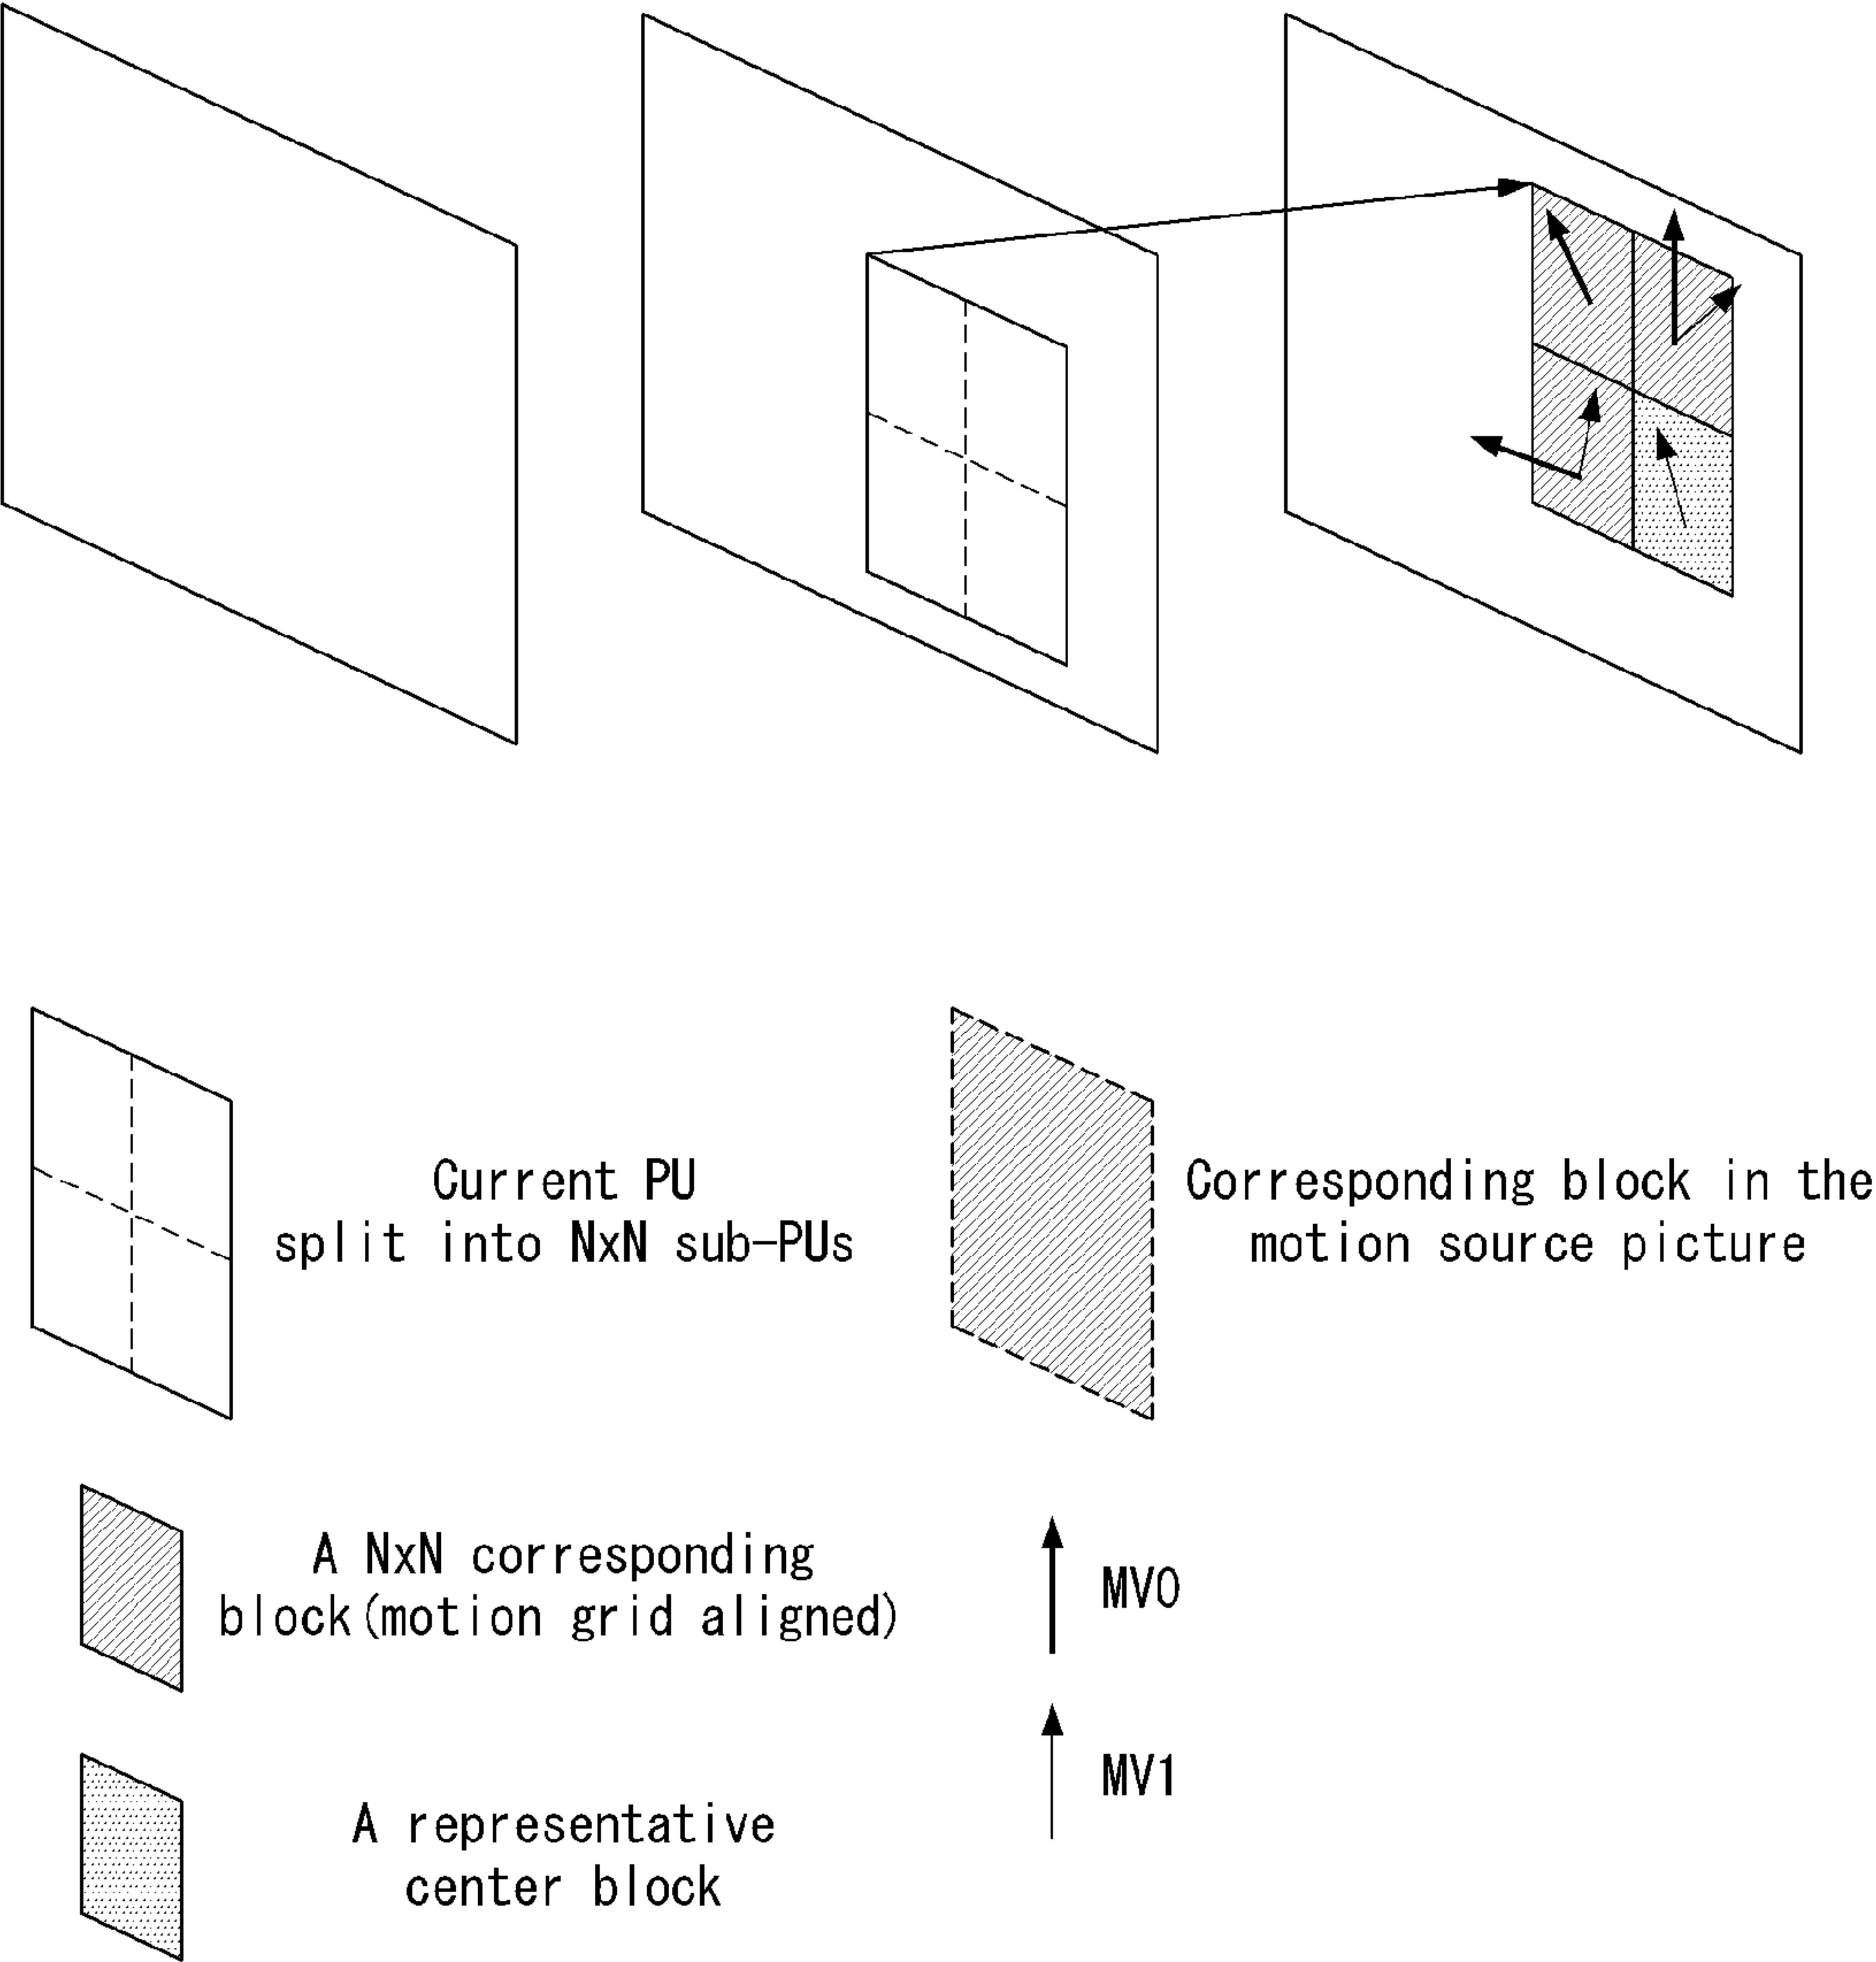 Current PU
split into NxN sub-PUs
Corresponding block in the
motion source picture
A NxN corresponding
block(motion grid aligned)
MV0
MV1
A representative
center block